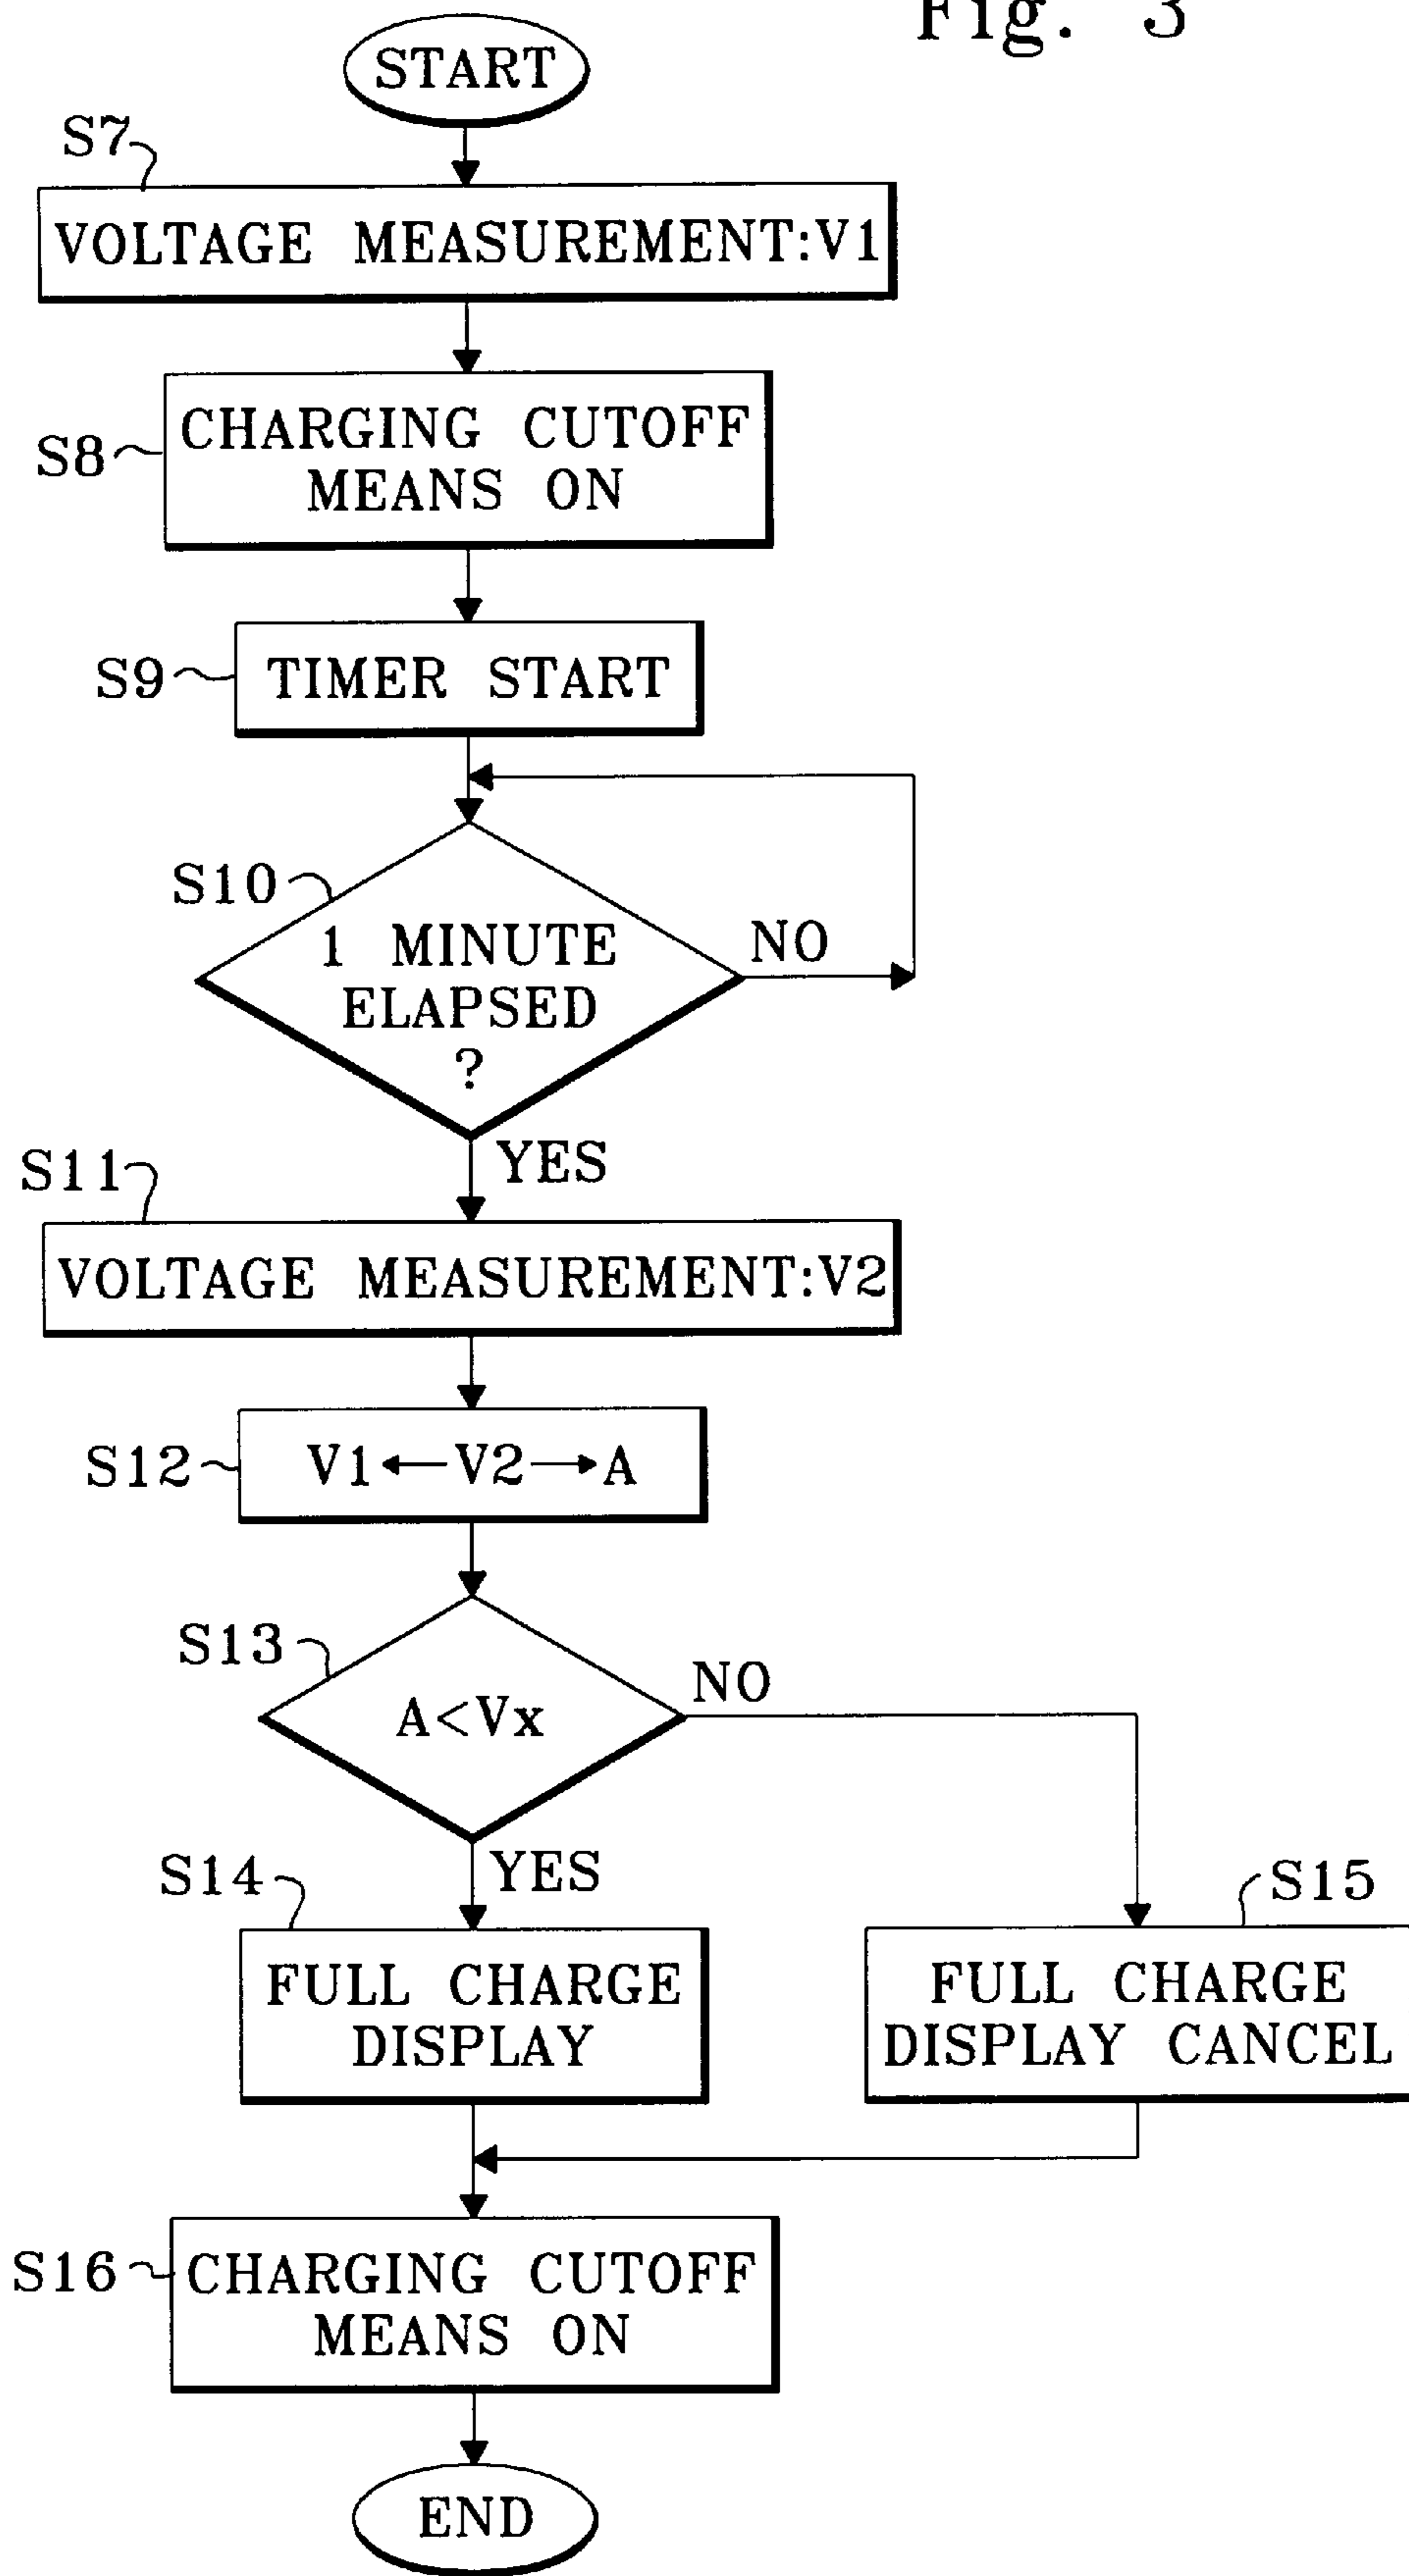 Fig. 3
START
S7
VOLTAGE MEASUREMENT:V1
S8
CHARGING CUTOFF
MEANS ON
S9
TIMER START
S10
1 MINUTE
ELAPSED
?
NO
YES
S11
VOLTAGE MEASUREMENT:V2
S12
V1←V2→A
S13
A<Vx
NO
YES
S14
FULL CHARGE
DISPLAY
S15
FULL CHARGE
DISPLAY CANCEL
S16
CHARGING CUTOFF
MEANS ON
END